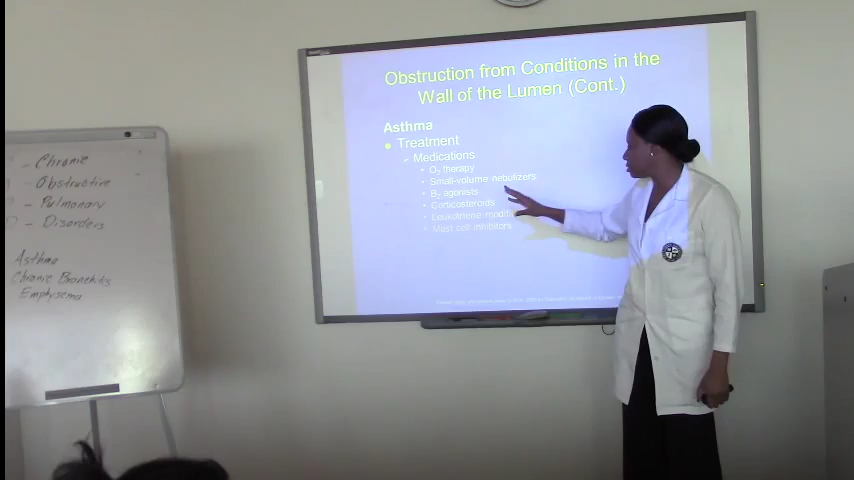 - Chronic
- Obstructive
- Pulmonary
- Disorders
Asthma
Chronic Bronchitis
Emphysema
Obstruction from Conditions in the
Wall of the Lumen (Cont.)
Asthma
• Treatment
– Medications
• O2 therapy
• Small-volume nebulizers
• B2 agonists
• Corticosteroids
• Leukotriene
• Mast cell inhibitors